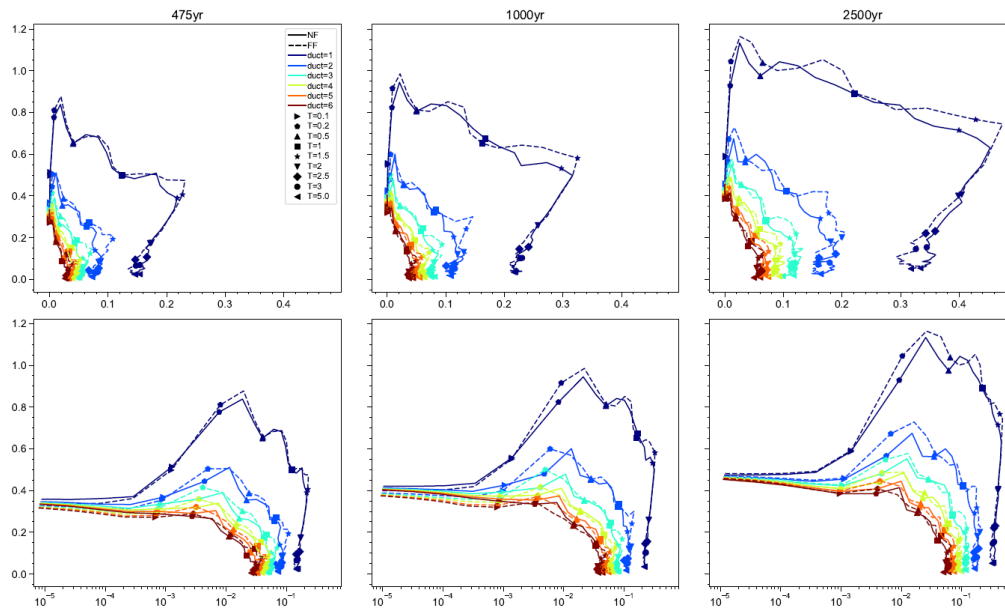 475yr 1000yr 2500yr
1.2
1.0
0.8
0.6
0.4
0.2
0.0
NF
FF
duct=1
duct=2
duct=3
duct=4
duct=5
duct=6
T=0.1
T=0.2
T=0.5
T=1
T=1.5
T=2
T=2.5
T=3
T=5.0
0.0 0.1 0.2 0.3 0.4 0.0 0.1 0.2 0.3 0.4 0.0 0.1 0.2 0.3 0.4
1.2
1.0
0.8
0.6
0.4
0.2
0.0
10⁻⁵ 10⁻⁴ 10⁻³ 10⁻² 10⁻¹ 10⁻⁵ 10⁻⁴ 10⁻³ 10⁻² 10⁻¹ 10⁻⁵ 10⁻⁴ 10⁻³ 10⁻² 10⁻¹